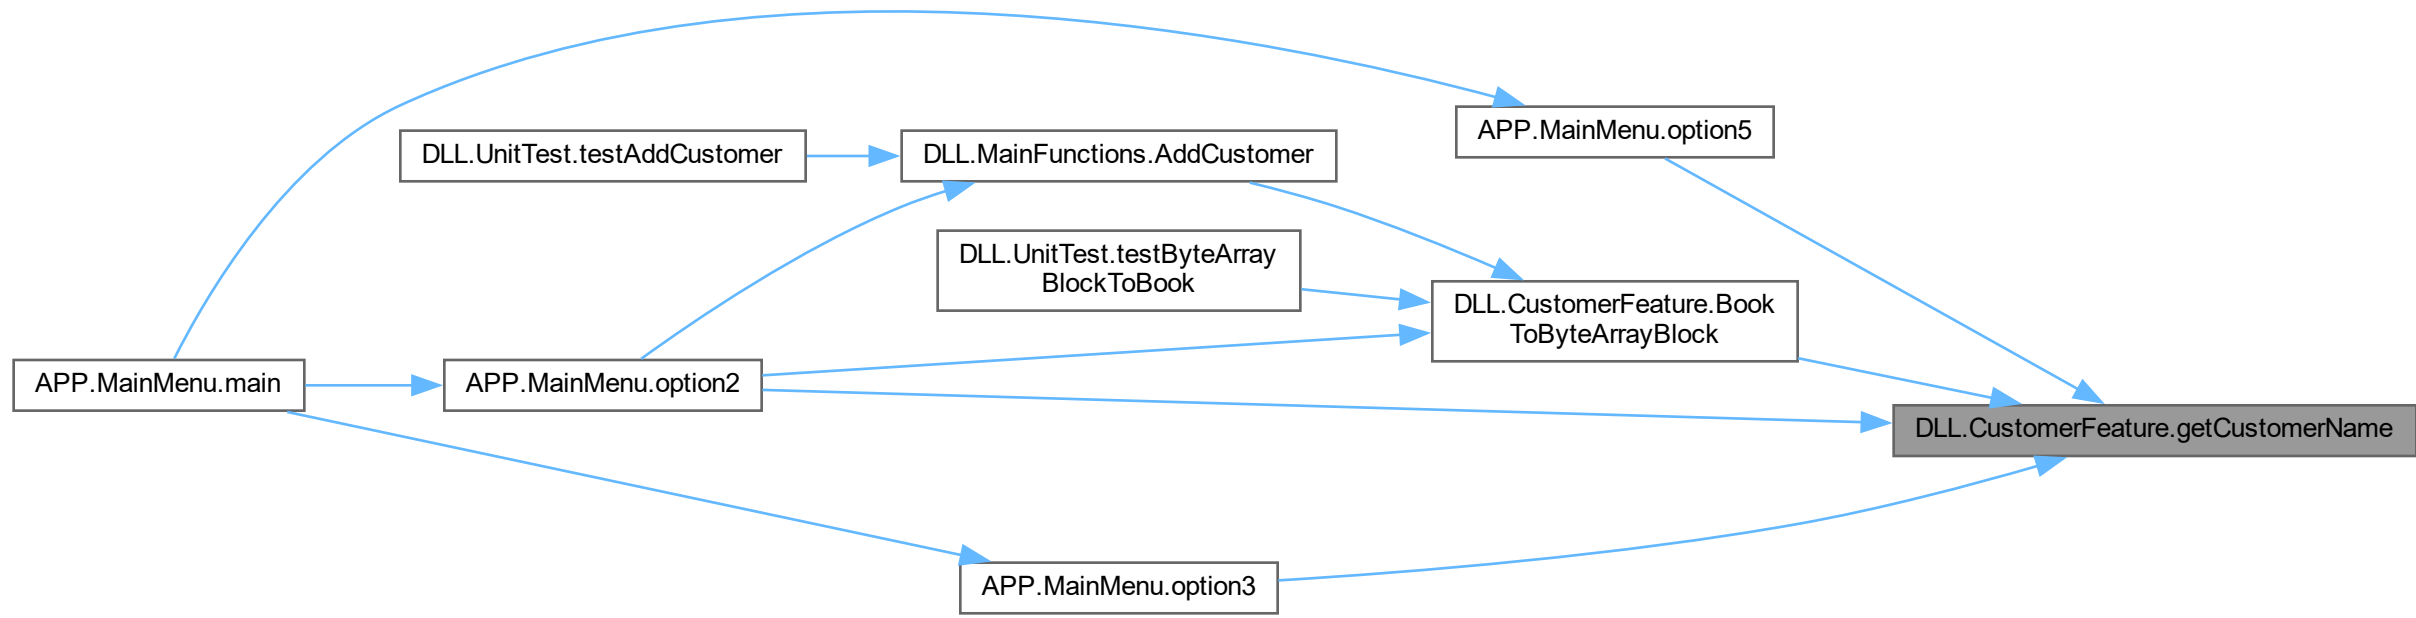 APP.MainMenu.option5
DLL.UnitTest.testAddCustomer
DLL.MainFunctions.AddCustomer
DLL.UnitTest.testByteArray
BlockToBook
DLL.CustomerFeature.Book
ToByteArrayBlock
APP.MainMenu.main
APP.MainMenu.option2
DLL.CustomerFeature.getCustomerName
APP.MainMenu.option3